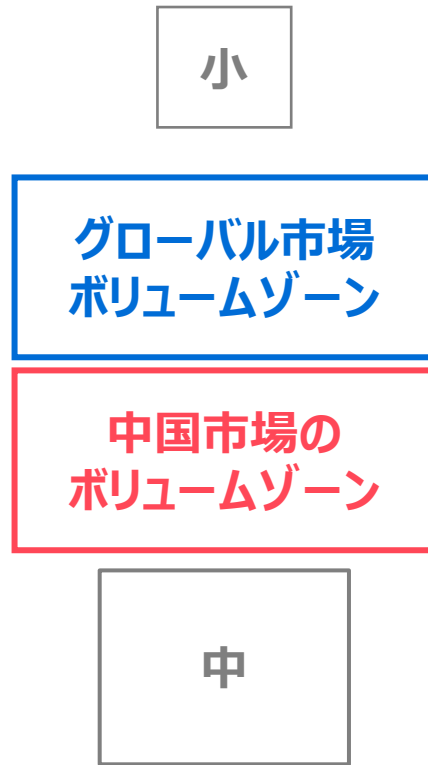 小
グローバル市場
ボリュームゾーン
中国市場の
ボリュームゾーン
中